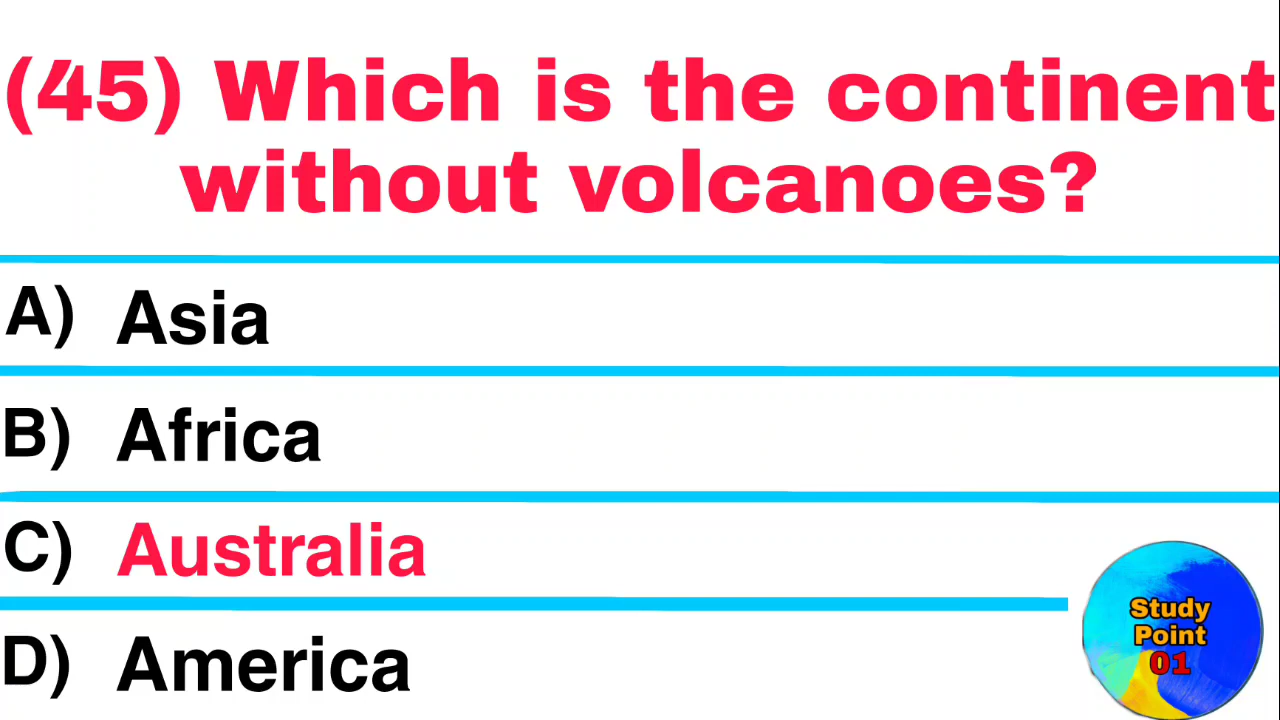 (45) Which is the continent
without volcanoes?
A) Asia
B) Africa
C) Australia
D) America
Study
Point
01